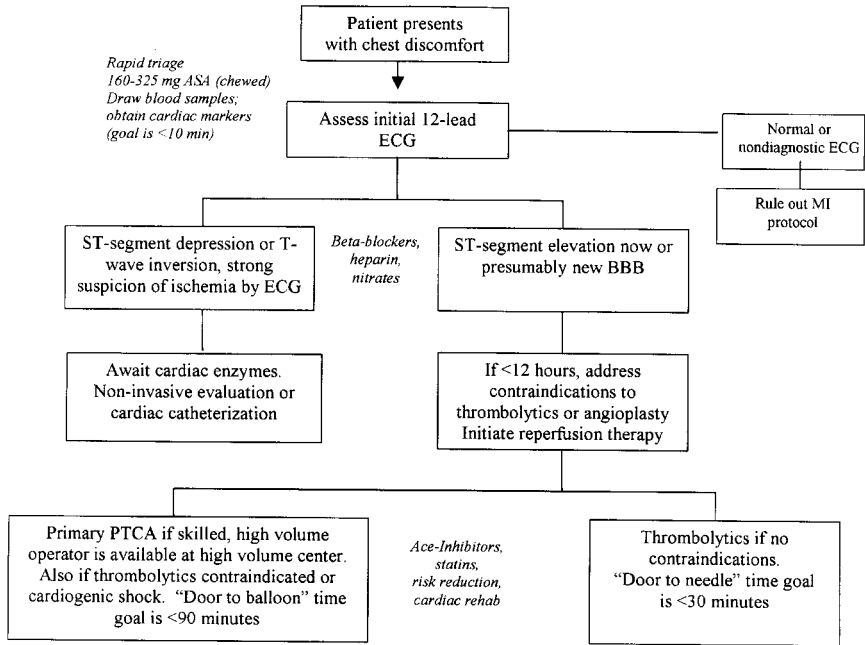 Patient presents
with chest discomfort
Rapid triage
160-325 mg ASA (chewed)
Draw blood samples;
obtain cardiac markers
(goal is <10 min)
Assess initial 12-lead
ECG
Normal or
nondiagnostic ECG
Rule out MI
protocol
ST-segment depression or T-
wave inversion, strong
suspicion of ischemia by ECG
Beta-blockers,
heparin,
nitrates
ST-segment elevation now or
presumably new BBB
Await cardiac enzymes.
Non-invasive evaluation or
cardiac catheterization
If <12 hours, address
contraindications to
thrombolytics or angioplasty
Initiate reperfusion therapy
Primary PTCA if skilled, high volume
operator is available at high volume center.
Also if thrombolytics contraindicated or
cardiogenic shock. “Door to balloon” time
goal is <90 minutes
Ace-Inhibitors,
statins,
risk reduction,
cardiac rehab
Thrombolytics if no
contraindications.
“Door to needle” time goal
is <30 minutes